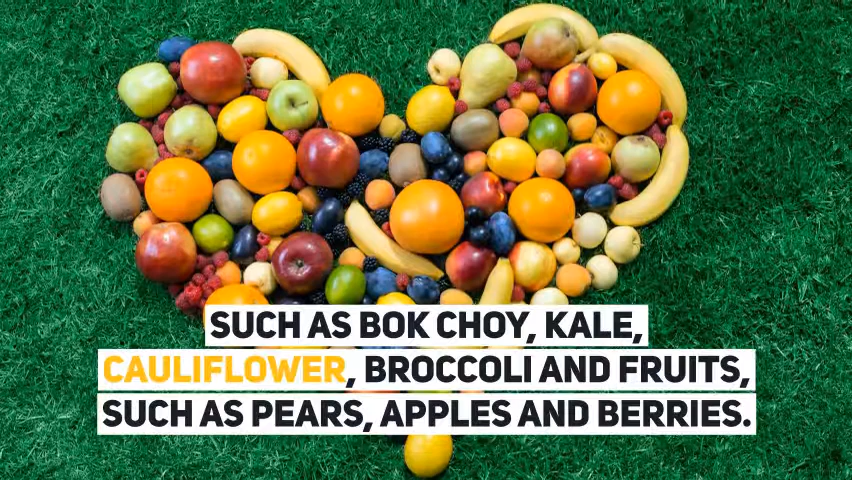 SUCH AS BOK CHOY, KALE,
CAULIFLOWER, BROCCOLI AND FRUITS,
SUCH AS PEARS, APPLES AND BERRIES.